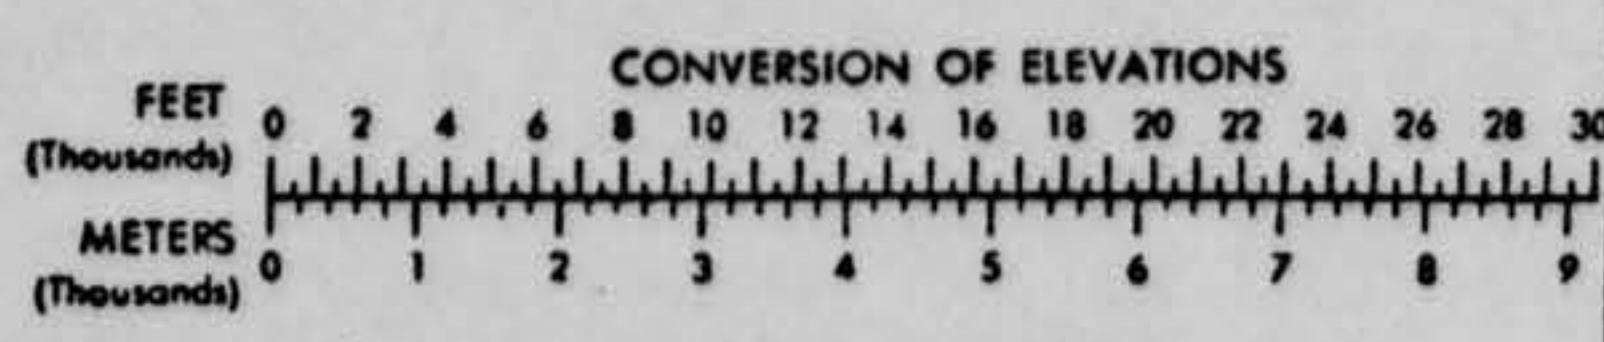 CONVERSION OF ELEVATIONS
FEET
(Thousands)
0 2 4 6 8 10 12 14 16 18 20 22 24 26 28 30
METERS
(Thousands)
0 1 2 3 4 5 6 7 8 9